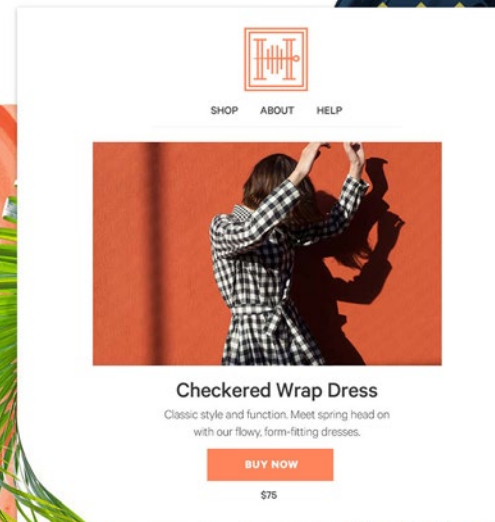 SHOP ABOUT HELP
Checkered Wrap Dress
Classic style and function. Meet spring head on
with our flowy, form-fitting dresses.
BUY NOW
$75